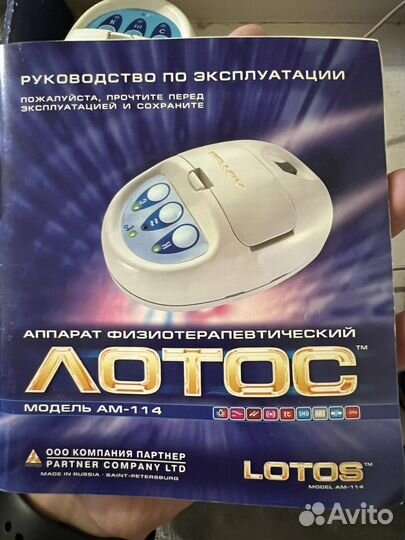 К С
РУКОВОДСТВО ПО ЭКСПЛУАТАЦИИ
ПОЖАЛУЙСТА, ПРОЧТИТЕ ПЕРЕД
ЭКСПЛУАТАЦИЕЙ И СОХРАНИТЕ
АППАРАТ ФИЗИОТЕРАПЕВТИЧЕСКИЙ
ЛОТОС™
МОДЕЛЬ АМ-114
ООО КОМПАНИЯ ПАРТНЕР
PARTNER COMPANY LTD
MADE IN RUSSIA · SAINT-PETERSBURG
LOTOS™
MODEL AM-114
Avito